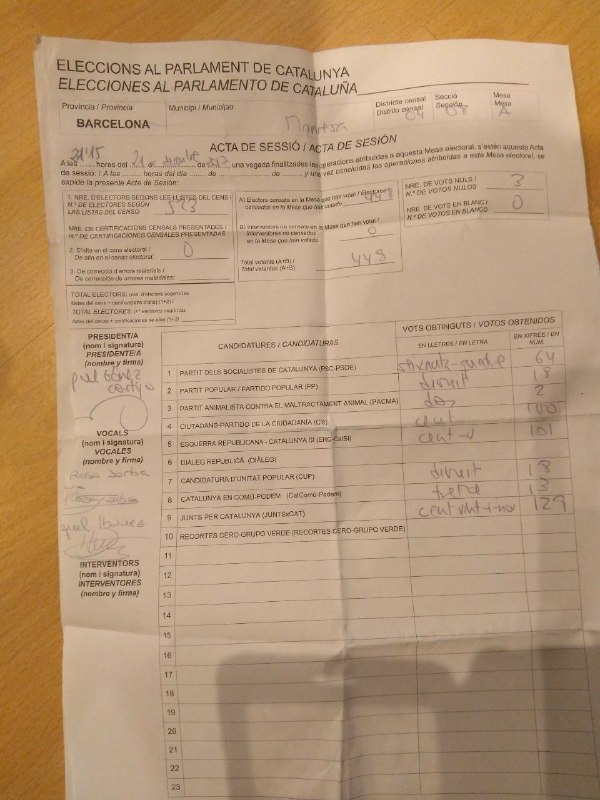 ELECCIONS AL PARLAMENT DE CATALUNYA
ELECCIONES AL PARLAMENTO DE CATALUÑA
Provincia / Provincia
Municipi / Municipio
Districte censal
Distrito censal
Secció
Sección
Mesa
Mesa
BARCELONA
Manresa
04 08 A
ACTA DE SESSIÓ / ACTA DE SESIÓN
A les 21'15 hores del 21 de de una vegada finalitzades les operacions atribuïdes a aquesta Mesa electoral, s'estén aquesta Acta
de sessió / A las horas del día de de y una vez concluidas las operaciones atribuidas a esta Mesa electoral, se
expide la presente Acta de Sesión:
1. NRE. D'ELECTORS SEGONS LES LLISTES DEL CENS /
N.º DE ELECTORES SEGÚN
LAS LISTAS DEL CENSO
NRE. DE CERTIFICACIONS CENSALS PRESENTADES /
N.º DE CERTIFICACIONES CENSALES PRESENTADAS
2. D'alta en el cens electoral /
De alta en el censo electoral: 0
3. De correcció d'errors materials /
De corrección de errores materiales:
TOTAL ELECTORS:
TOTAL ELECTORES:
A) Electors censats en la Mesa que han votat / Electores
censados en la Mesa que han votado 448
B) Interventors no censats en la Mesa que han votat /
Interventores no censados
en la Mesa que han votado 0
Total votants (A+B) /
Total votantes (A+B) 448
NRE. DE VOTS NULS /
N.º DE VOTOS NULOS 3
NRE. DE VOTS EN BLANC /
N.º DE VOTOS EN BLANCO 0
PRESIDENT/A
(nom i signatura)
PRESIDENTE/A
(nombre y firma)
VOCALS
(nom i signatura)
VOCALES
(nombre y firma)
Rosa
INTERVENTORS
(nom i signatura)
INTERVENTORES
(nombre y firma)
CANDIDATURES / CANDIDATURAS
VOTS OBTINGUTS / VOTOS OBTENIDOS
EN LLETRES / EN LETRA
EN XIFRES / EN NÚM
1 PARTIT DELS SOCIALISTES DE CATALUNYA (PSC-PSOE) seixanta-quatre 64
2 PARTIT POPULAR / PARTIDO POPULAR (PP) divuit 18
3 PARTIT ANIMALISTA CONTRA EL MALTRACTMENT ANIMAL (PACMA) dos 2
4 CIUTADANS-PARTIDO DE LA CIUDADANÍA (CS) cent 100
5 ESQUERRA REPUBLICANA - CATALUNYA SÍ (ERC-CatSí) cent-u 101
6 DIÀLEG REPUBLICÀ (DIÀLEG)
7 CANDIDATURA D'UNITAT POPULAR (CUP) divuit 18
8 CATALUNYA EN COMÚ-PODEM (CatComú-Podem) tretze 13
9 JUNTS PER CATALUNYA (JUNTSxCAT) cent vint-i-nou 129
10 RECORTES CERO-GRUPO VERDE (RECORTES CERO-GRUPO VERDE)
11
12
13
14
15
16
17
18
19
20
21
22
23